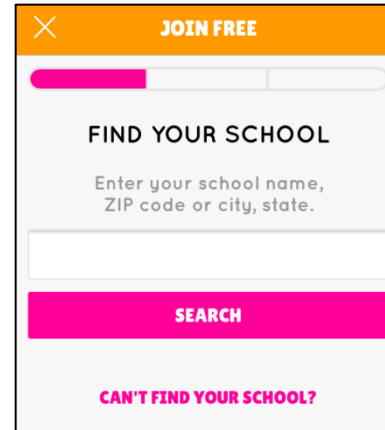 JOIN FREE
FIND YOUR SCHOOL
Enter your school name,
ZIP code or city, state.
SEARCH
CAN'T FIND YOUR SCHOOL?